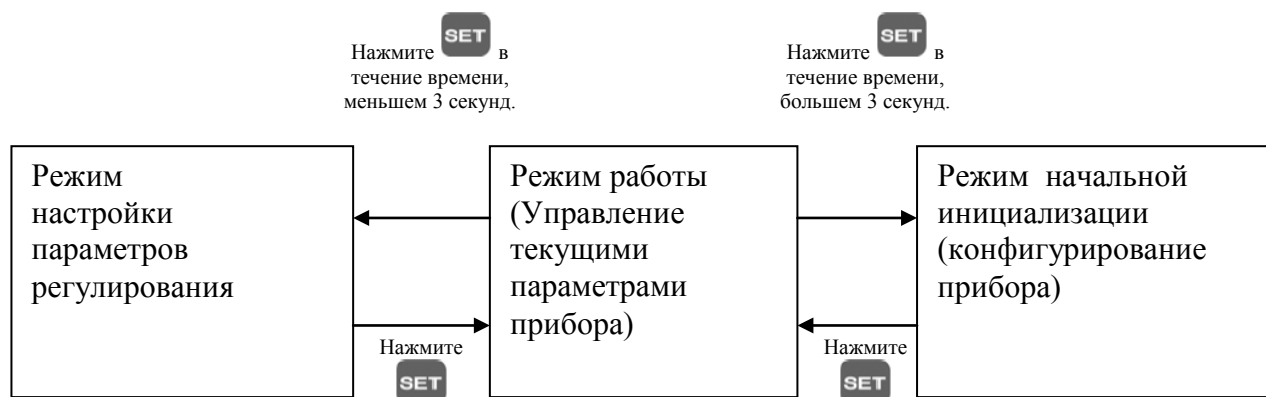 Нажмите SET в
течение времени,
меньшем 3 секунд.
Нажмите SET в
течение времени,
большем 3 секунд.
Режим
настройки
параметров
регулирования
Нажмите
SET
Режим работы
(Управление
текущими
параметрами
прибора)
Нажмите
SET
Режим начальной
инициализации
(конфигурирование
прибора)